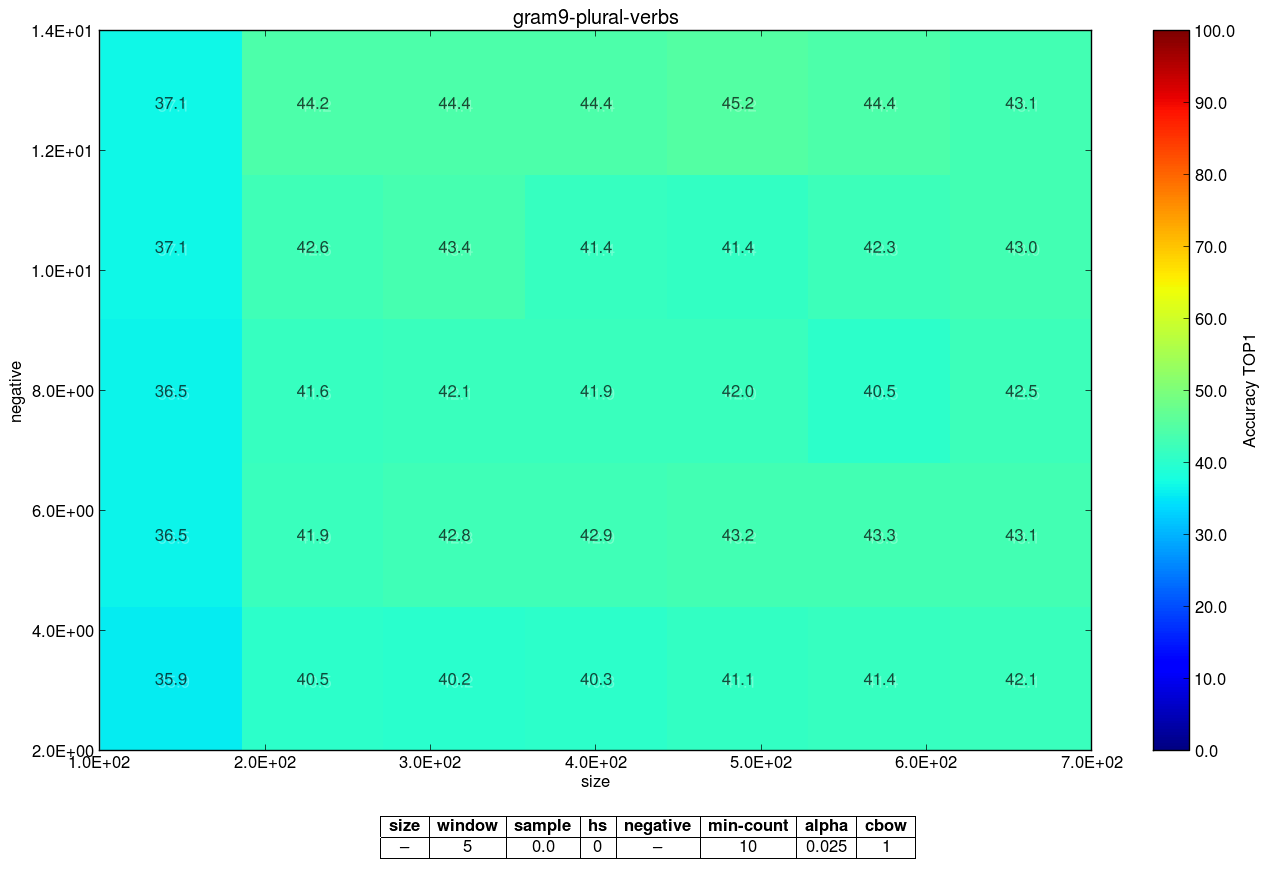 gram9-plural-verbs
1.4E+01
1.2E+01
1.0E+01
8.0E+00
6.0E+00
4.0E+00
2.0E+00
negative
37.1 44.2 44.4 44.4 45.2 44.4 43.1
37.1 42.6 43.4 41.4 41.4 42.3 43.0
36.5 41.6 42.1 41.9 42.0 40.5 42.5
36.5 41.9 42.8 42.9 43.2 43.3 43.1
35.9 40.5 40.2 40.3 41.1 41.4 42.1
1.0E+02 2.0E+02 3.0E+02 4.0E+02 5.0E+02 6.0E+02 7.0E+02
size
100.0
90.0
80.0
70.0
60.0
50.0
40.0
30.0
20.0
10.0
0.0
Accuracy TOP1
size window sample hs negative min-count alpha cbow
– 5 0.0 0 – 10 0.025 1